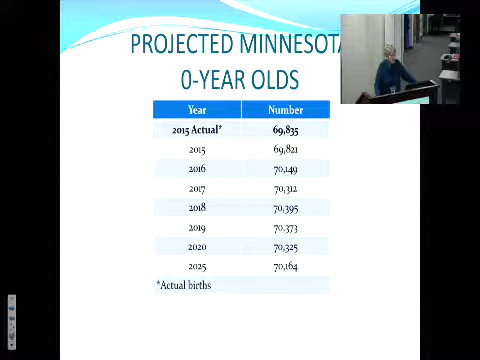 PROJECTED MINNESOTA
0-YEAR OLDS
Year Number
2015 Actual* 69,835
2015 69,821
2016 70,149
2017 70,312
2018 70,395
2019 70,373
2020 70,325
2025 70,164
*Actual births